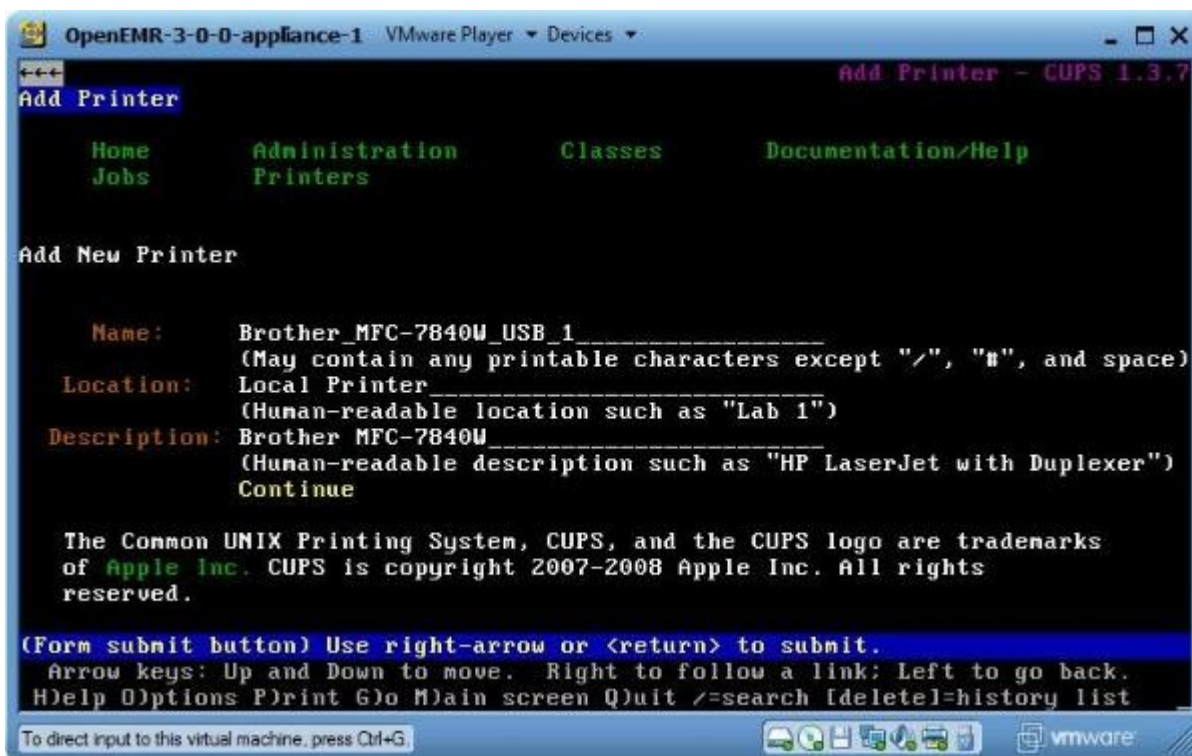 OpenEMR-3-0-0-appliance-1 VMware Player Devices
←←← Add Printer - CUPS 1.3.7
Add Printer
Home Administration Classes Documentation/Help
Jobs Printers
Add New Printer
Name: Brother_MFC-7840W_USB_1__________________
(May contain any printable characters except "/", "#", and space)
Location: Local Printer____________________________
(Human-readable location such as "Lab 1")
Description: Brother MFC-7840W________________________
(Human-readable description such as "HP LaserJet with Duplexer")
Continue
The Common UNIX Printing System, CUPS, and the CUPS logo are trademarks
of Apple Inc. CUPS is copyright 2007-2008 Apple Inc. All rights
reserved.
(Form submit button) Use right-arrow or <return> to submit.
Arrow keys: Up and Down to move. Right to follow a link; Left to go back.
H)elp O)ptions P)rint G)o M)ain screen Q)uit /=search [delete]=history list
To direct input to this virtual machine, press Ctrl+G. vmware